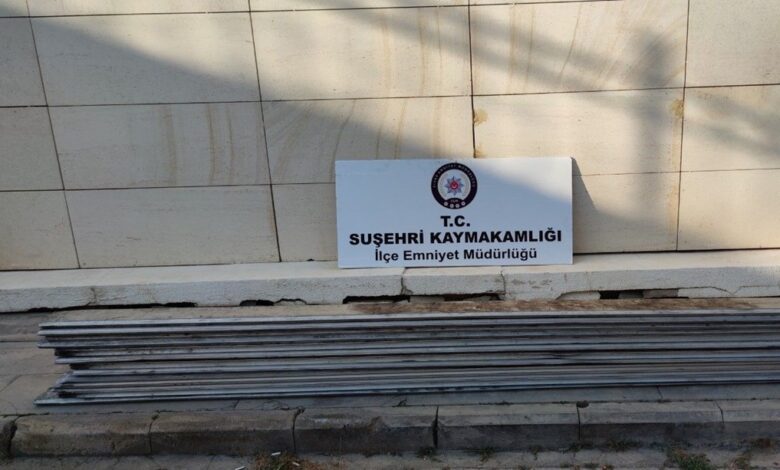 T.C.
SUŞEHRİ KAYMAKAMLIĞI
İlçe Emniyet Müdürlüğü